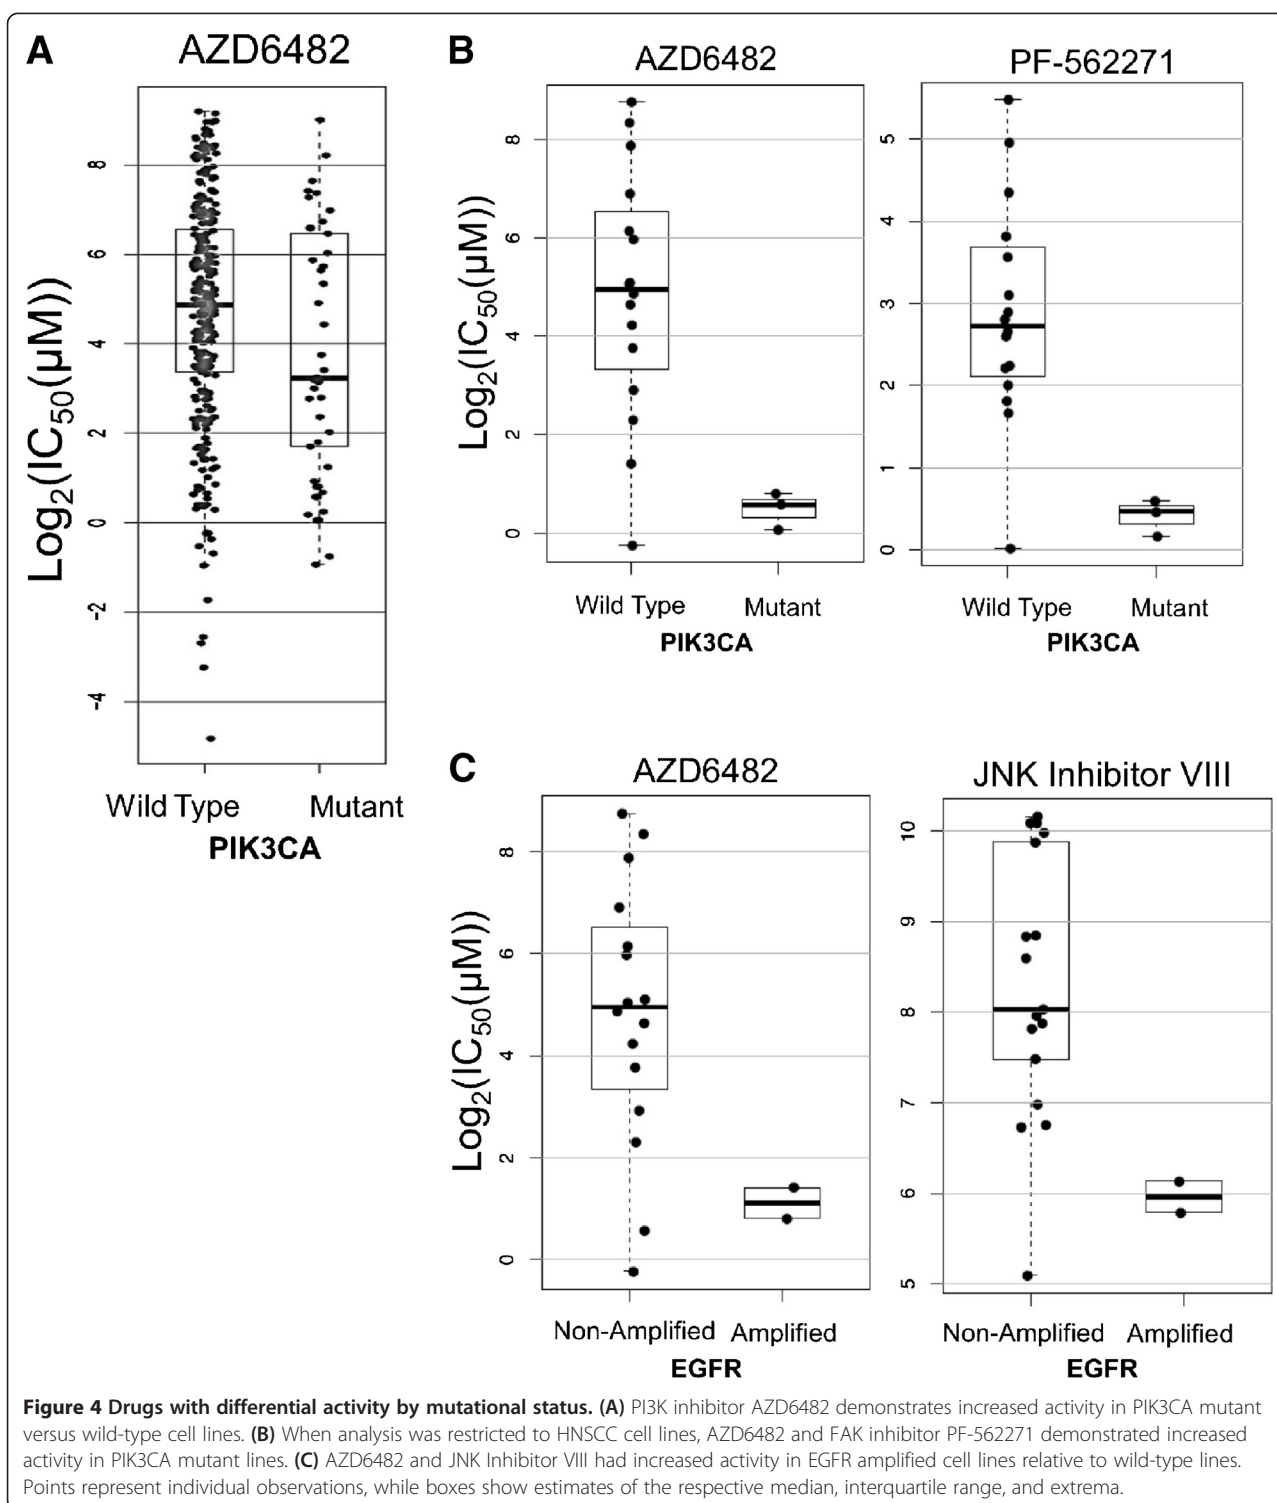 A
AZD6482
Log2(IC50(µM))
8
6
4
2
0
-2
-4
Wild Type Mutant
PIK3CA
B
AZD6482
Log2(IC50(µM))
8
6
4
2
0
Wild Type Mutant
PIK3CA
PF-562271
5
4
3
2
1
0
Wild Type Mutant
PIK3CA
C
AZD6482
Log2(IC50(µM))
8
6
4
2
0
Non-Amplified Amplified
EGFR
JNK Inhibitor VIII
10
9
8
7
6
5
Non-Amplified Amplified
EGFR
Figure 4 Drugs with differential activity by mutational status. (A) PI3K inhibitor AZD6482 demonstrates increased activity in PIK3CA mutant
versus wild-type cell lines. (B) When analysis was restricted to HNSCC cell lines, AZD6482 and FAK inhibitor PF-562271 demonstrated increased
activity in PIK3CA mutant lines. (C) AZD6482 and JNK Inhibitor VIII had increased activity in EGFR amplified cell lines relative to wild-type lines.
Points represent individual observations, while boxes show estimates of the respective median, interquartile range, and extrema.